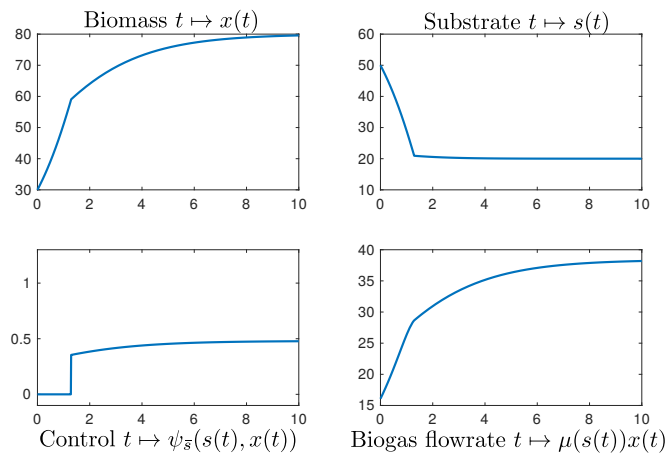 Biomass t ↦ x(t)
80
70
60
50
40
30
0 2 4 6 8 10
Substrate t ↦ s(t)
60
50
40
30
20
10
0 2 4 6 8 10
1
0.5
0
0 2 4 6 8 10
Control t ↦ ψ_s̄(s(t), x(t))
40
35
30
25
20
15
0 2 4 6 8 10
Biogas flowrate t ↦ μ(s(t))x(t)